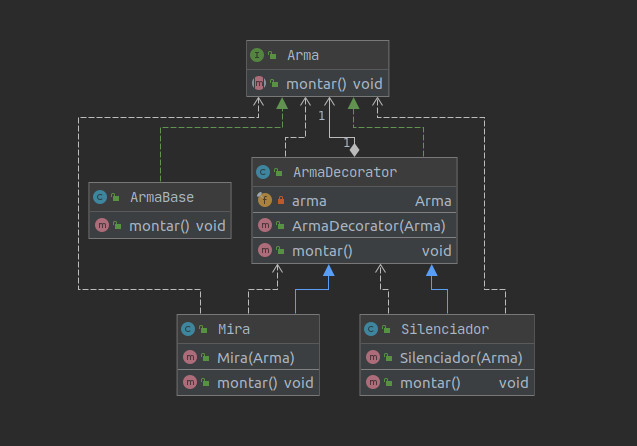 Arma
montar() void
1
1
ArmaDecorator
arma Arma
ArmaDecorator(Arma)
montar() void
ArmaBase
montar() void
Mira
Mira(Arma)
montar() void
Silenciador
Silenciador(Arma)
montar() void